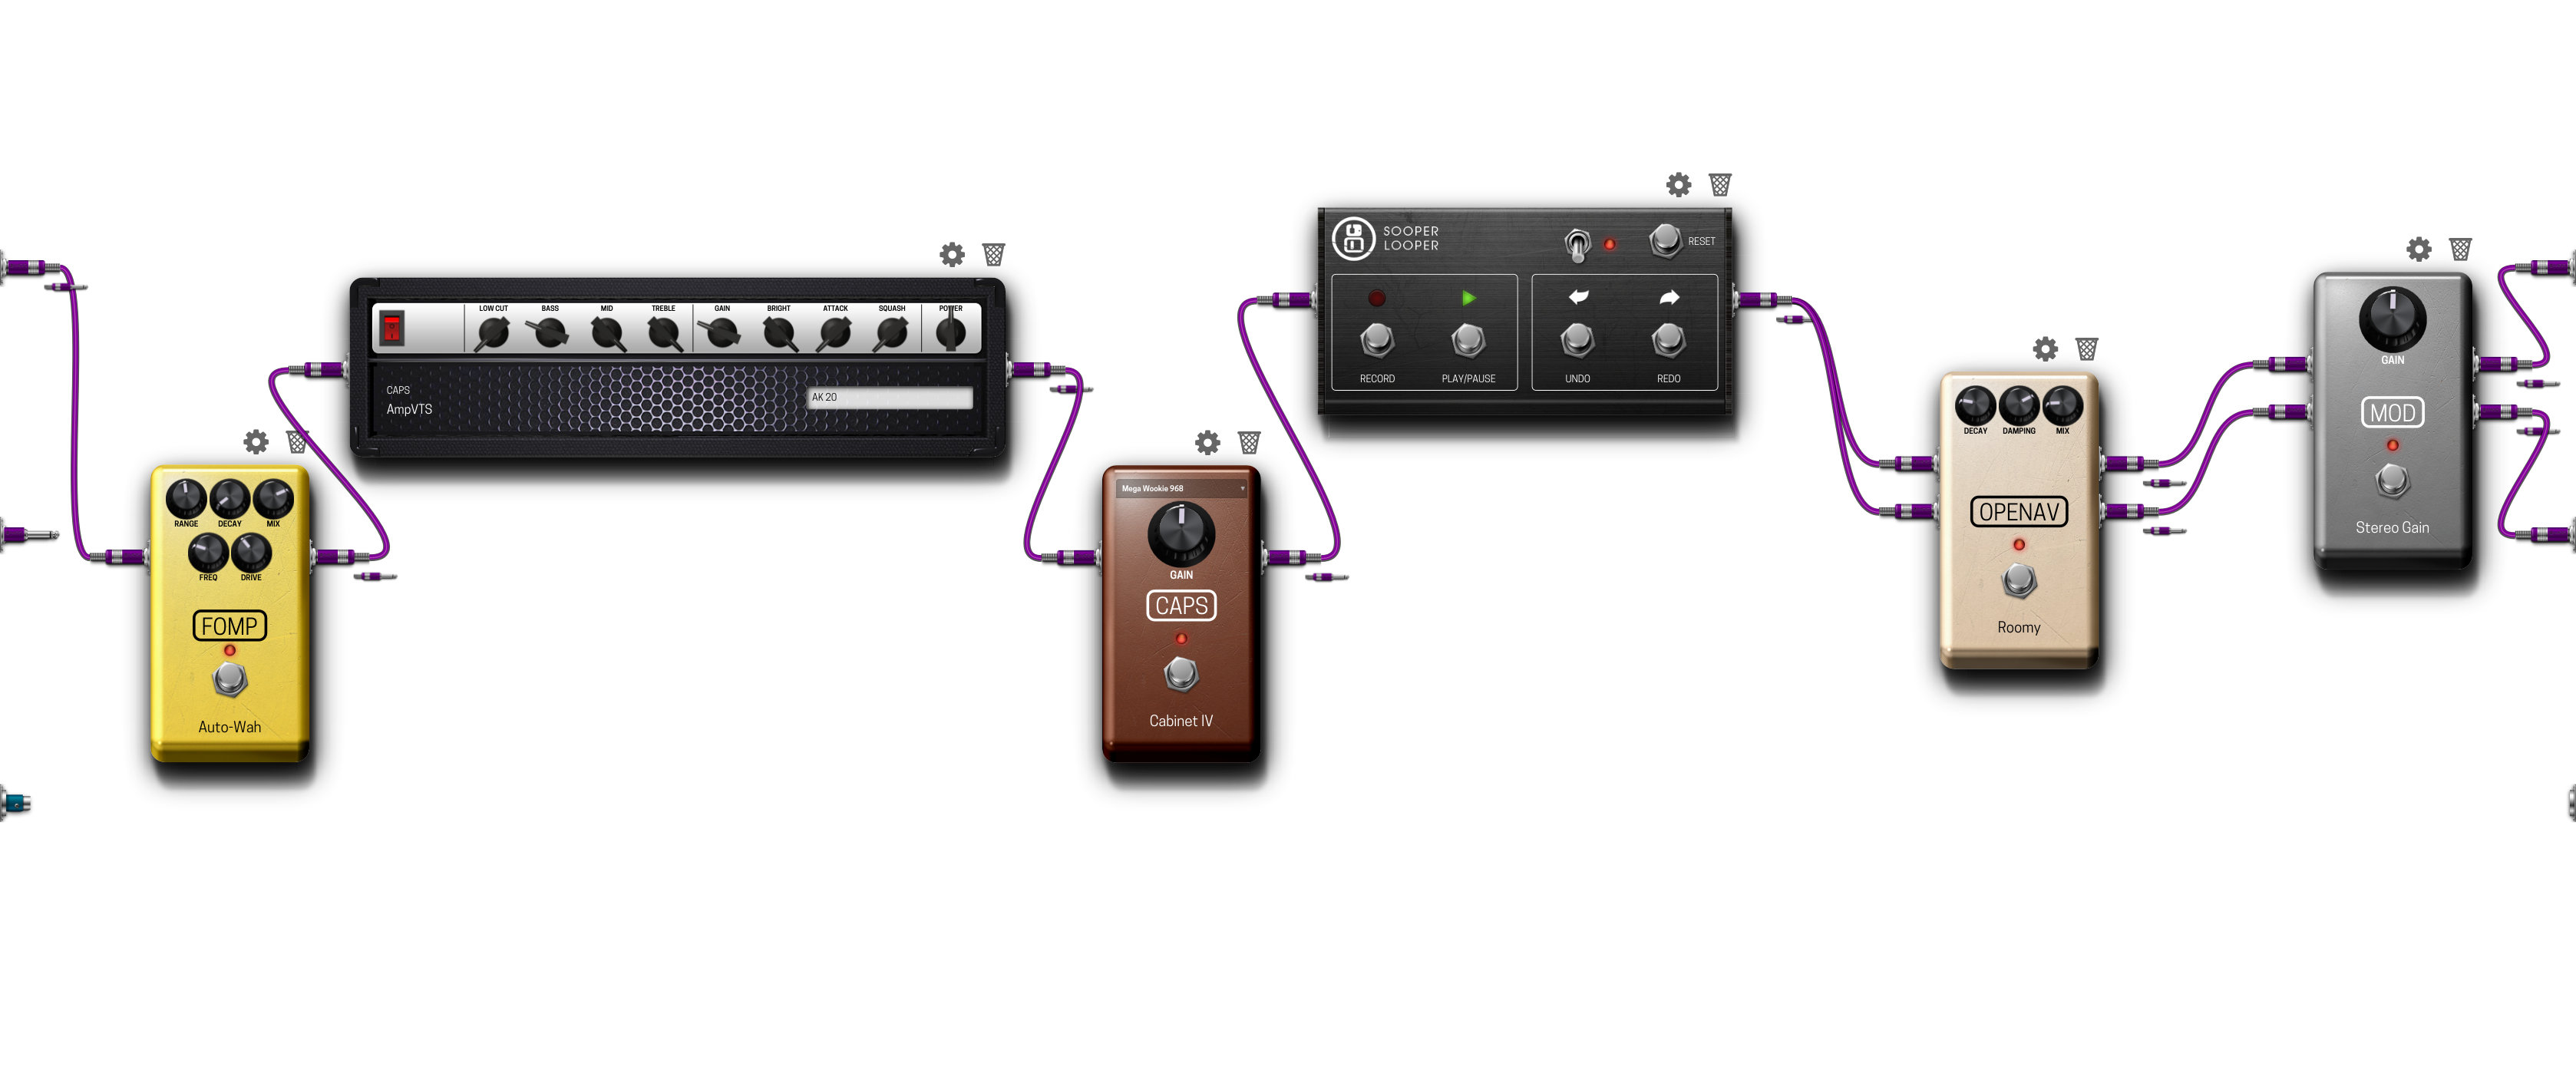 RANGE DECAY MIX
FREQ DRIVE
FOMP
Auto-Wah
LOW CUT BASS MID TREBLE GAIN BRIGHT ATTACK SQUASH POWER
CAPS
AmpVTS
AK 20
Mega Wookie 968
GAIN
CAPS
Cabinet IV
SOOPER
LOOPER
RESET
RECORD PLAY/PAUSE UNDO REDO
DECAY DAMPING MIX
OPENAV
Roomy
GAIN
MOD
Stereo Gain